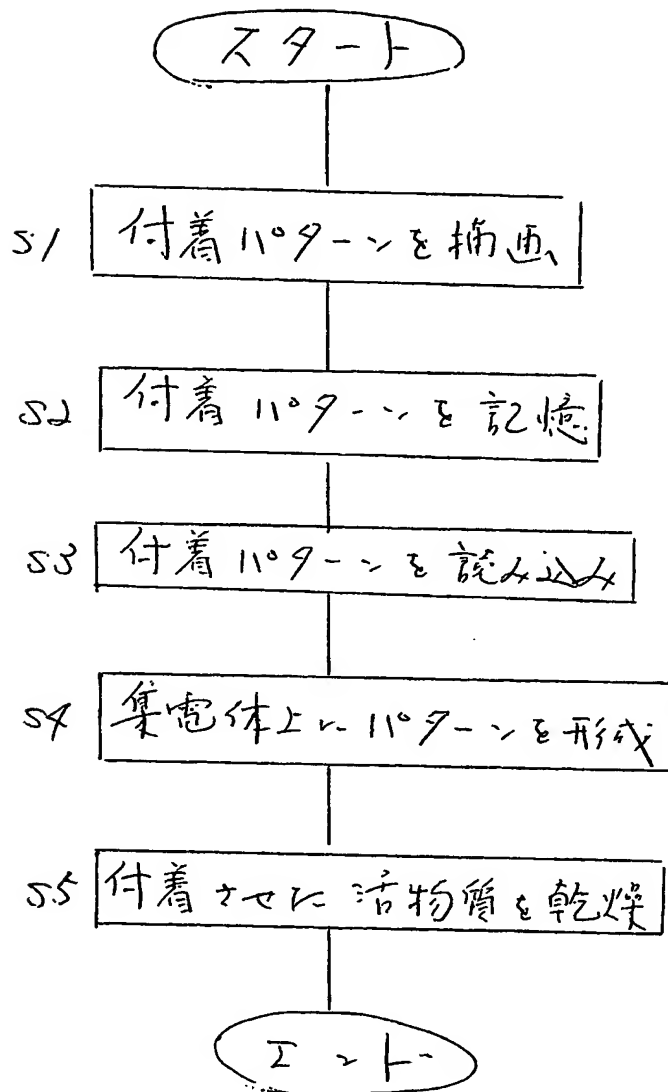 スタート
S1 付着パターンを描画
S2 付着パターンを記憶
S3 付着パターンを読み込み
S4 集電体上にパターンを形成
S5 付着させた活物質を乾燥
エンド